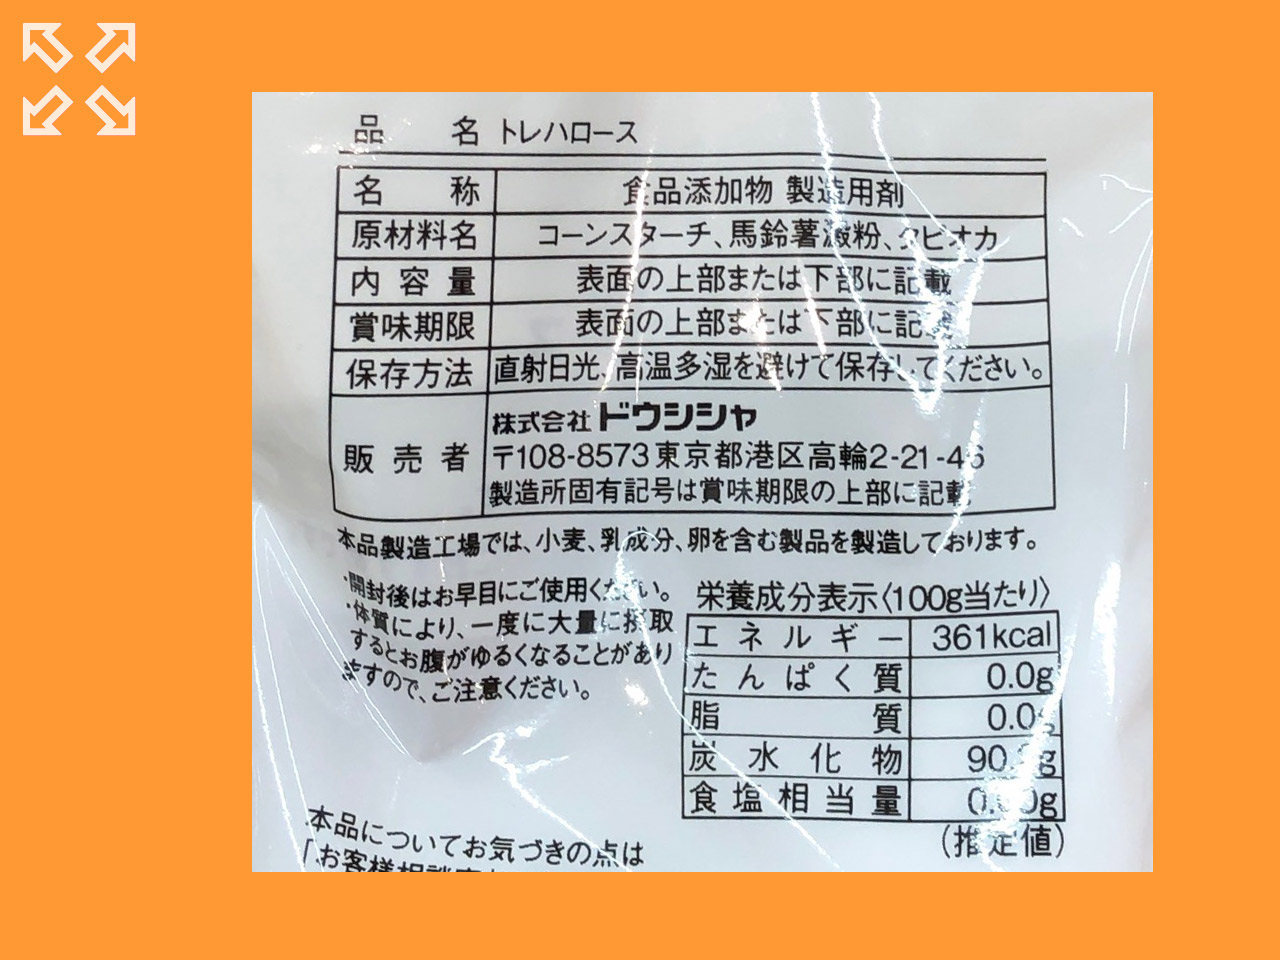 品名 トレハロース
名称 食品添加物 製造用剤
原材料名 コーンスターチ、馬鈴薯澱粉、タピオカ
内容量 表面の上部または下部に記載
賞味期限 表面の上部または下部に記載
保存方法 直射日光、高温多湿を避けて保存してください。
販売者 株式会社ドウシシャ
〒108-8573 東京都港区高輪2-21-46
製造所固有記号は賞味期限の上部に記載
本品製造工場では、小麦、乳成分、卵を含む製品を製造しております。
・開封後はお早目にご使用ください。
・体質により、一度に大量に摂取
するとお腹がゆるくなることがあり
ますので、ご注意ください。
栄養成分表示〈100g当たり〉
エネルギー 361kcal
たんぱく質 0.0g
脂質 0.0g
炭水化物
食塩相当量
(推定値)
本品についてお気づきの点は